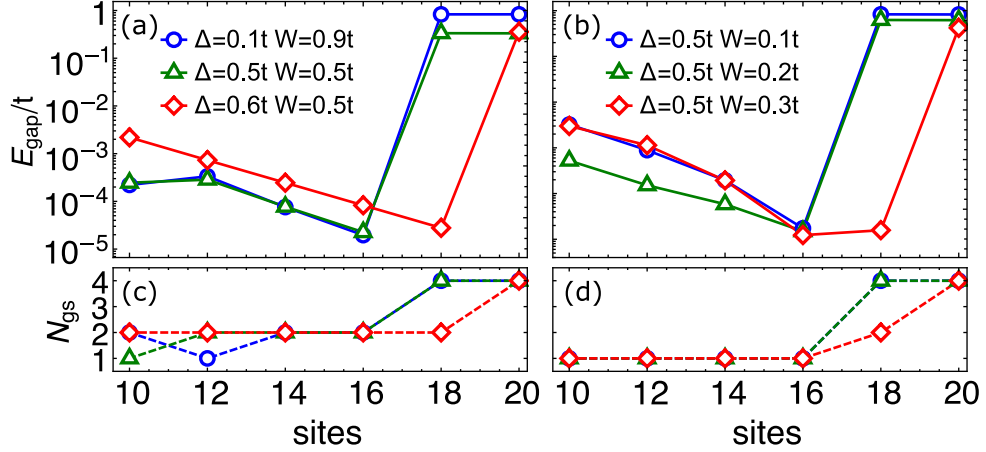 (a)
Δ=0.1t W=0.9t
Δ=0.5t W=0.5t
Δ=0.6t W=0.5t
(b)
Δ=0.5t W=0.1t
Δ=0.5t W=0.2t
Δ=0.5t W=0.3t
E_gap/t
1
10⁻¹
10⁻²
10⁻³
10⁻⁴
10⁻⁵
(c)
(d)
N_gs
4
3
2
1
10 12 14 16 18 20
10 12 14 16 18 20
sites
sites